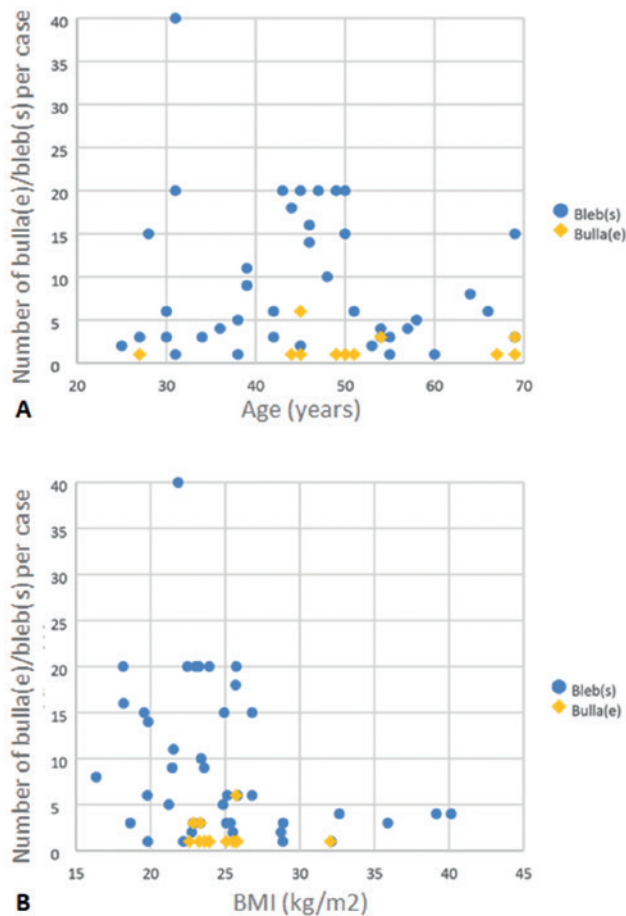 Number of bulla(e)/bleb(s) per case
40
35
30
25
20
15
10
5
0
20 30 40 50 60 70
Age (years)
Bleb(s)
Bulla(e)
A
Number of bulla(e)/bleb(s) per case
40
35
30
25
20
15
10
5
0
15 20 25 30 35 40 45
BMI (kg/m2)
Bleb(s)
Bulla(e)
B